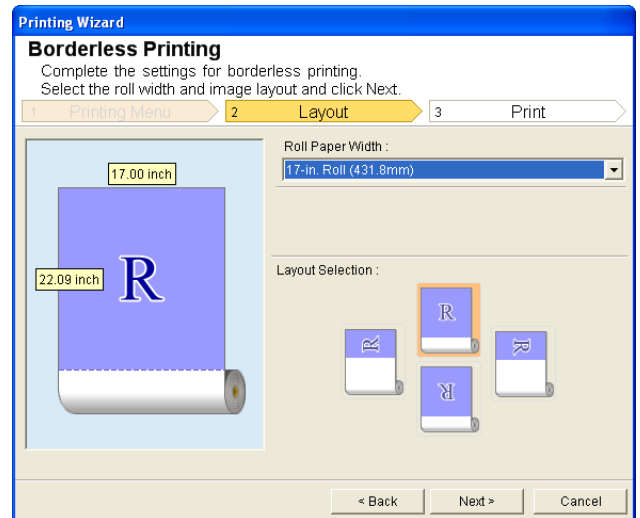 Printing Wizard
Borderless Printing
Complete the settings for borderless printing.
Select the roll width and image layout and click Next.
1 Printing Menu 2 Layout 3 Print
Roll Paper Width :
17-in. Roll (431.8mm)
17.00 inch
22.09 inch
R
Layout Selection :
R
R
R
R
< Back Next > Cancel